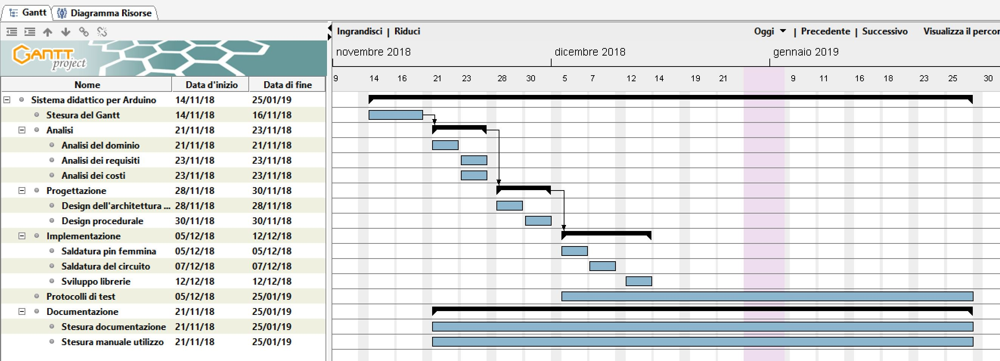 Gantt Diagramma Risorse
Ingrandisci | Riduci Oggi | Precedente | Successivo Visualizza il percor
GANTT project
novembre 2018 dicembre 2018 gennaio 2019
9 14 16 21 23 28 30 5 7 12 14 19 21 9 11 16 18 23 25 30
Nome Data d'inizio Data di fine
Sistema didattico per Arduino 14/11/18 25/01/19
Stesura del Gantt 14/11/18 16/11/18
Analisi 21/11/18 23/11/18
Analisi del dominio 21/11/18 21/11/18
Analisi dei requisiti 23/11/18 23/11/18
Analisi dei costi 23/11/18 23/11/18
Progettazione 28/11/18 30/11/18
Design dell'architettura ... 28/11/18 28/11/18
Design procedurale 30/11/18 30/11/18
Implementazione 05/12/18 12/12/18
Saldatura pin femmina 05/12/18 05/12/18
Saldatura del circuito 07/12/18 07/12/18
Sviluppo librerie 12/12/18 12/12/18
Protocolli di test 05/12/18 25/01/19
Documentazione 21/11/18 25/01/19
Stesura documentazione 21/11/18 25/01/19
Stesura manuale utilizzo 21/11/18 25/01/19